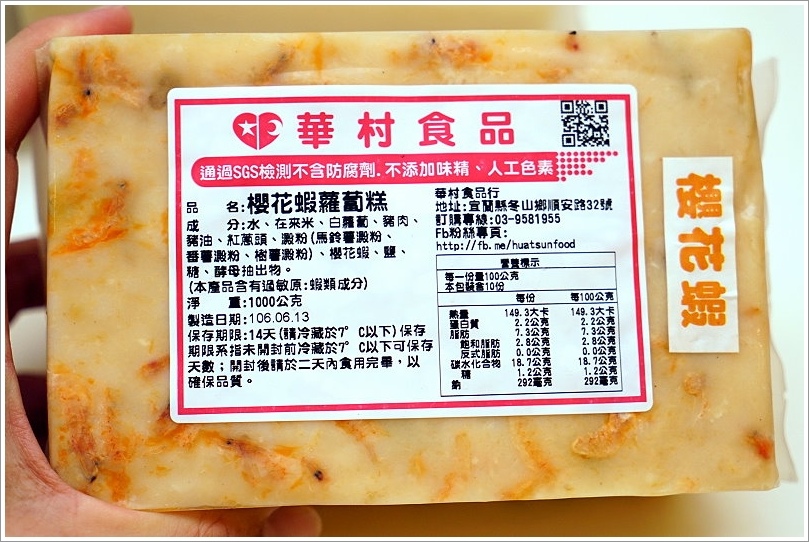 華村食品
通過SGS檢測不含防腐劑.不添加味精、人工色素
品 名:櫻花蝦蘿蔔糕
成 分:水、在來米、白蘿蔔、豬肉、
豬油、紅蔥頭、澱粉(馬鈴薯澱粉、
番薯澱粉、樹薯澱粉)、櫻花蝦、鹽、
糖、酵母抽出物。
(本產品含有過敏原:蝦類成分)
淨 重:1000公克
製造日期:106.06.13
保存期限:14天(請冷藏於7°C以下)保存
期限系指未開封前冷藏於7°C以下可保存
天數;開封後請於二天內食用完畢,以
確保品質。
華村食品行
地址:宜蘭縣冬山鄉順安路32號
訂購專線:03-9581955
Fb粉絲專頁:
http://fb.me/huatsunfood
營養標示
每一份量100公克
本包裝含10份
每份 每100公克
熱量 149.3大卡 149.3大卡
蛋白質 2.2公克 2.2公克
脂肪 7.3公克 7.3公克
飽和脂肪 2.8公克 2.8公克
反式脂肪 0.0公克 0.0公克
碳水化合物 18.7公克 18.7公克
糖 1.2公克 1.2公克
鈉 292毫克 292毫克
櫻花蝦